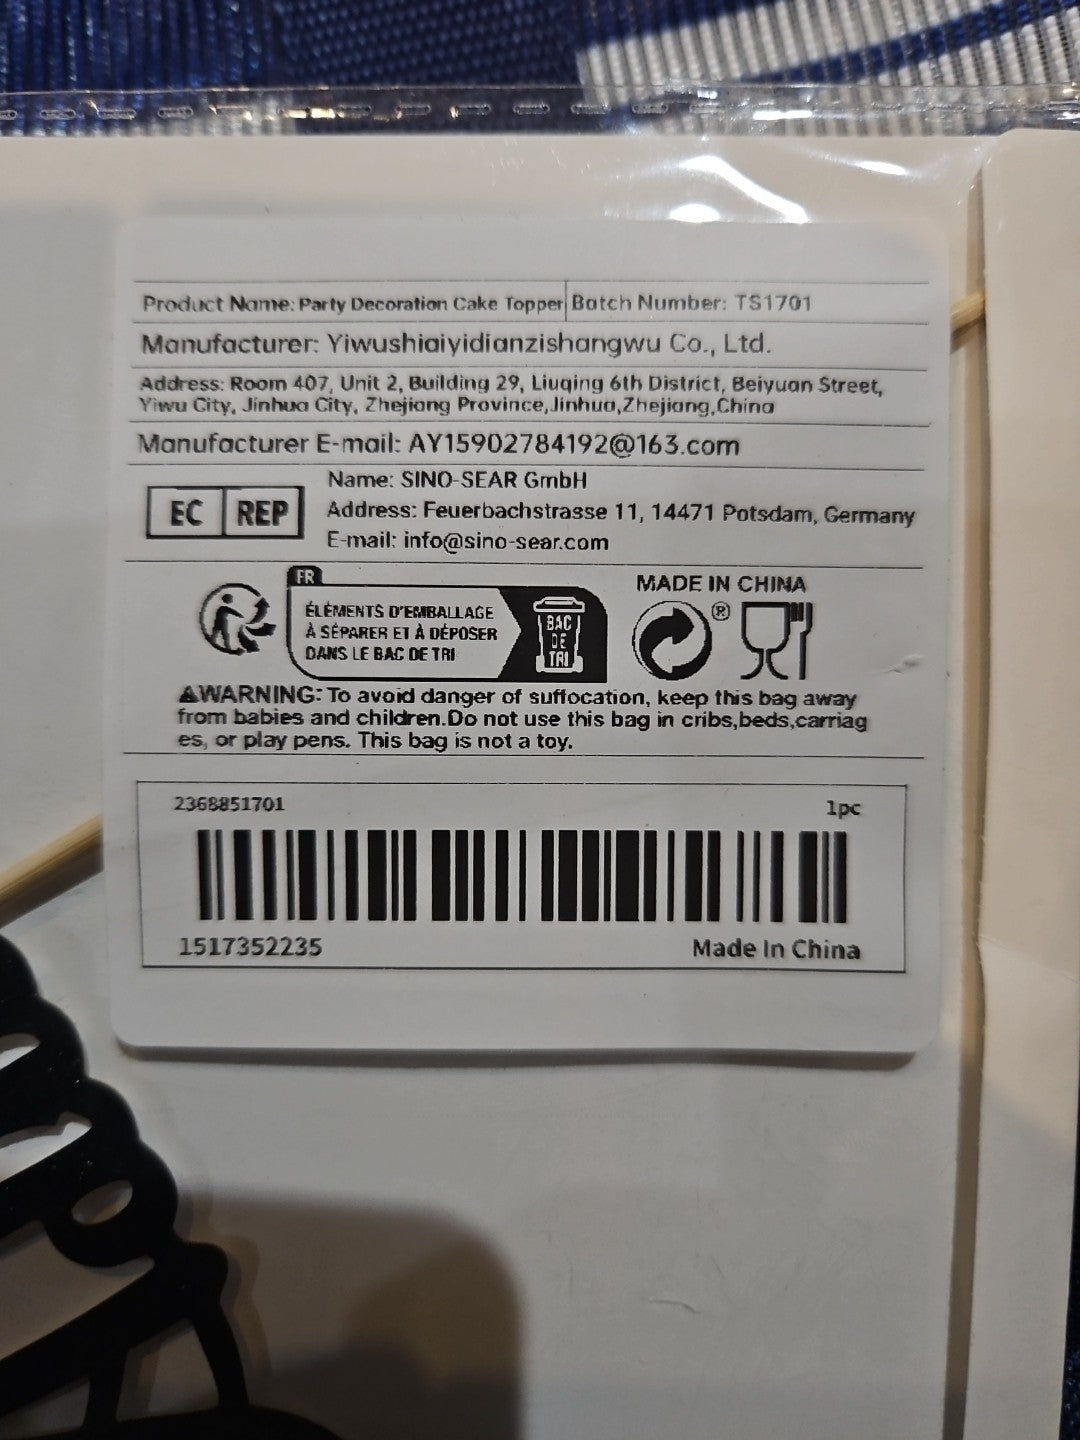 Product Name: Party Decoration Cake Topper Batch Number: TS1701
Manufacturer: Yiwushiaiyidianzishangwu Co., Ltd.
Address: Room 407, Unit 2, Building 29, Liuqing 6th District, Beiyuan Street,
Yiwu City, Jinhua City, Zhejiang Province,Jinhua,Zhejiang,China
Manufacturer E-mail: AY15902784192@163.com
Name: SINO-SEAR GmbH
EC REP
Address: Feuerbachstrasse 11, 14471 Potsdam, Germany
E-mail: info@sino-sear.com
FR
ÉLÉMENTS D'EMBALLAGE
À SÉPARER ET À DÉPOSER
DANS LE BAC DE TRI
BAC
DE
TRI
MADE IN CHINA
®
⚠WARNING: To avoid danger of suffocation, keep this bag away
from babies and children.Do not use this bag in cribs,beds,carriag
es, or play pens. This bag is not a toy.
2368851701 1pc
1517352235 Made In China